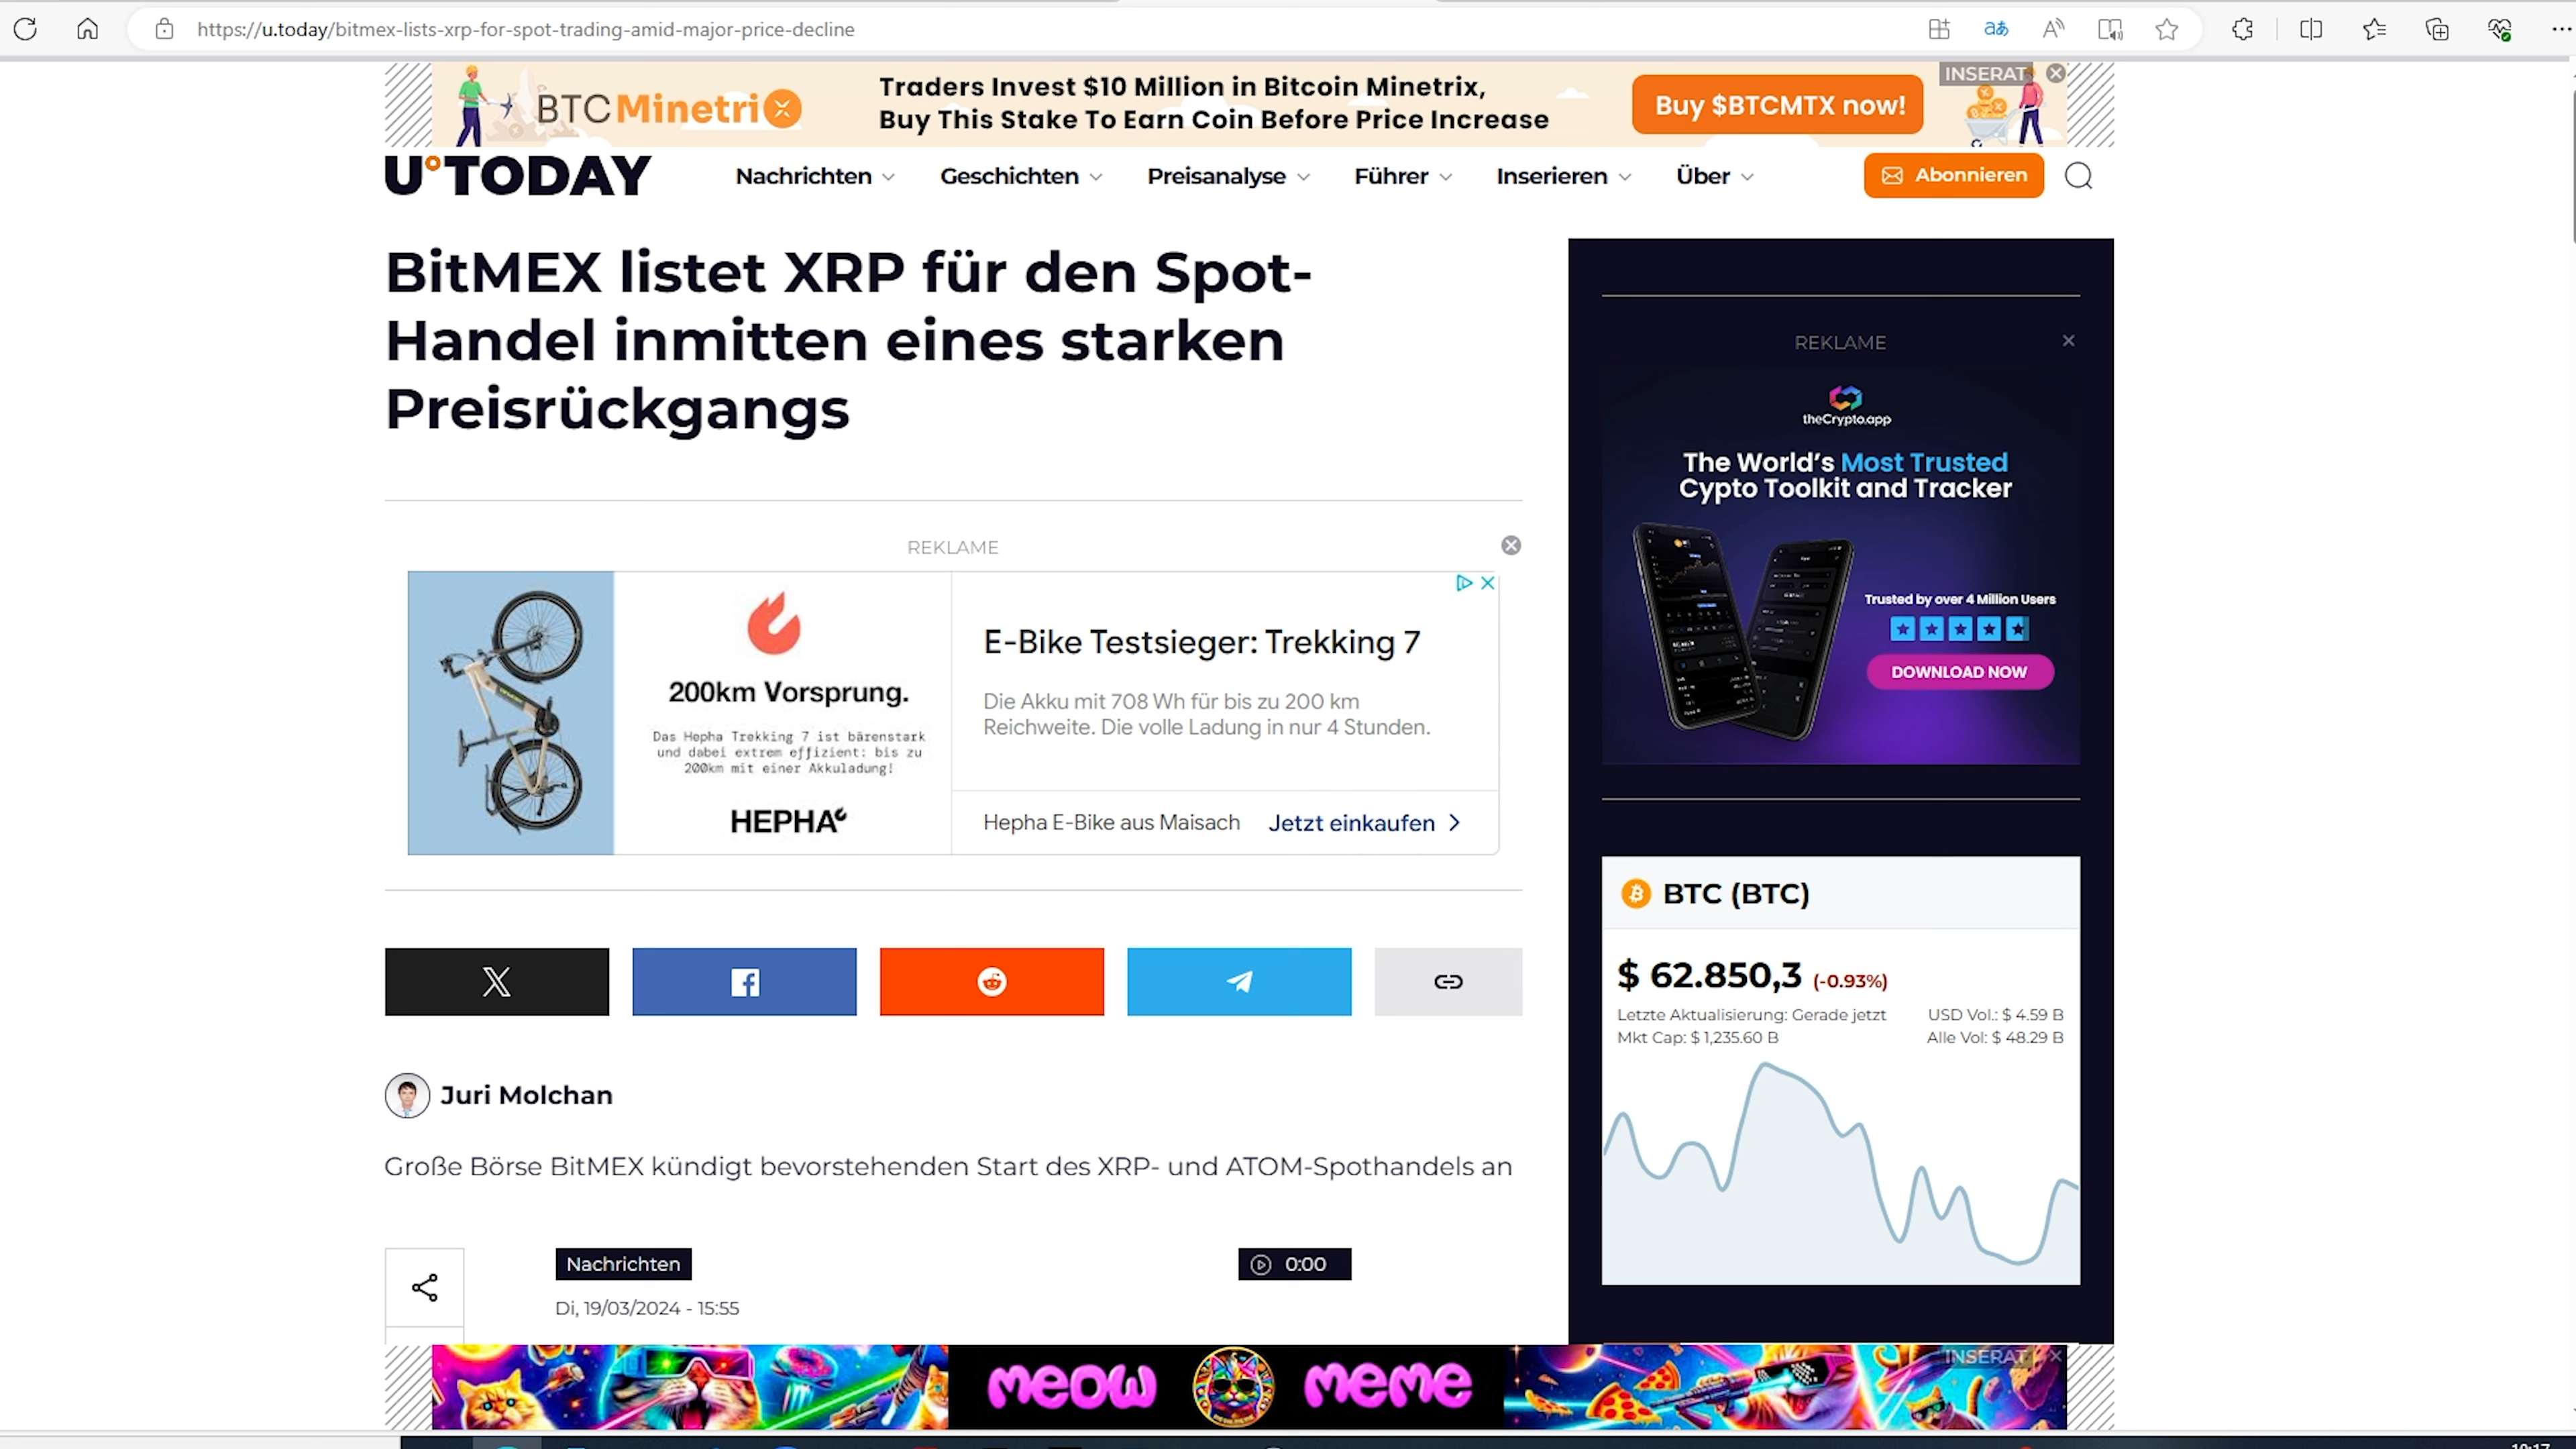 https://u.today/bitmex-lists-xrp-for-spot-trading-amid-major-price-decline
BTC Minetrix
Traders Invest $10 Million in Bitcoin Minetrix,
Buy This Stake To Earn Coin Before Price Increase
Buy $BTCMTX now!
INSERAT
U°TODAY
Nachrichten
Geschichten
Preisanalyse
Führer
Inserieren
Über
Abonnieren
BitMEX listet XRP für den Spot-
Handel inmitten eines starken
Preisrückgangs
REKLAME
200km Vorsprung.
Das Hepha Trekking 7 ist bärenstark
und dabei extrem effizient: bis zu
200km mit einer Akkuladung!
HEPHA
E-Bike Testsieger: Trekking 7
Die Akku mit 708 Wh für bis zu 200 km
Reichweite. Die volle Ladung in nur 4 Stunden.
Hepha E-Bike aus Maisach
Jetzt einkaufen
Juri Molchan
Große Börse BitMEX kündigt bevorstehenden Start des XRP- und ATOM-Spothandels an
Nachrichten
0:00
Di, 19/03/2024 - 15:55
REKLAME
theCrypto.app
The World's Most Trusted
Cypto Toolkit and Tracker
Trusted by over 4 Million Users
DOWNLOAD NOW
BTC (BTC)
$ 62.850,3 (-0.93%)
Letzte Aktualisierung: Gerade jetzt
USD Vol.: $ 4.59 B
Mkt Cap: $ 1,235.60 B
Alle Vol: $ 48.29 B
meow
meme
INSERAT